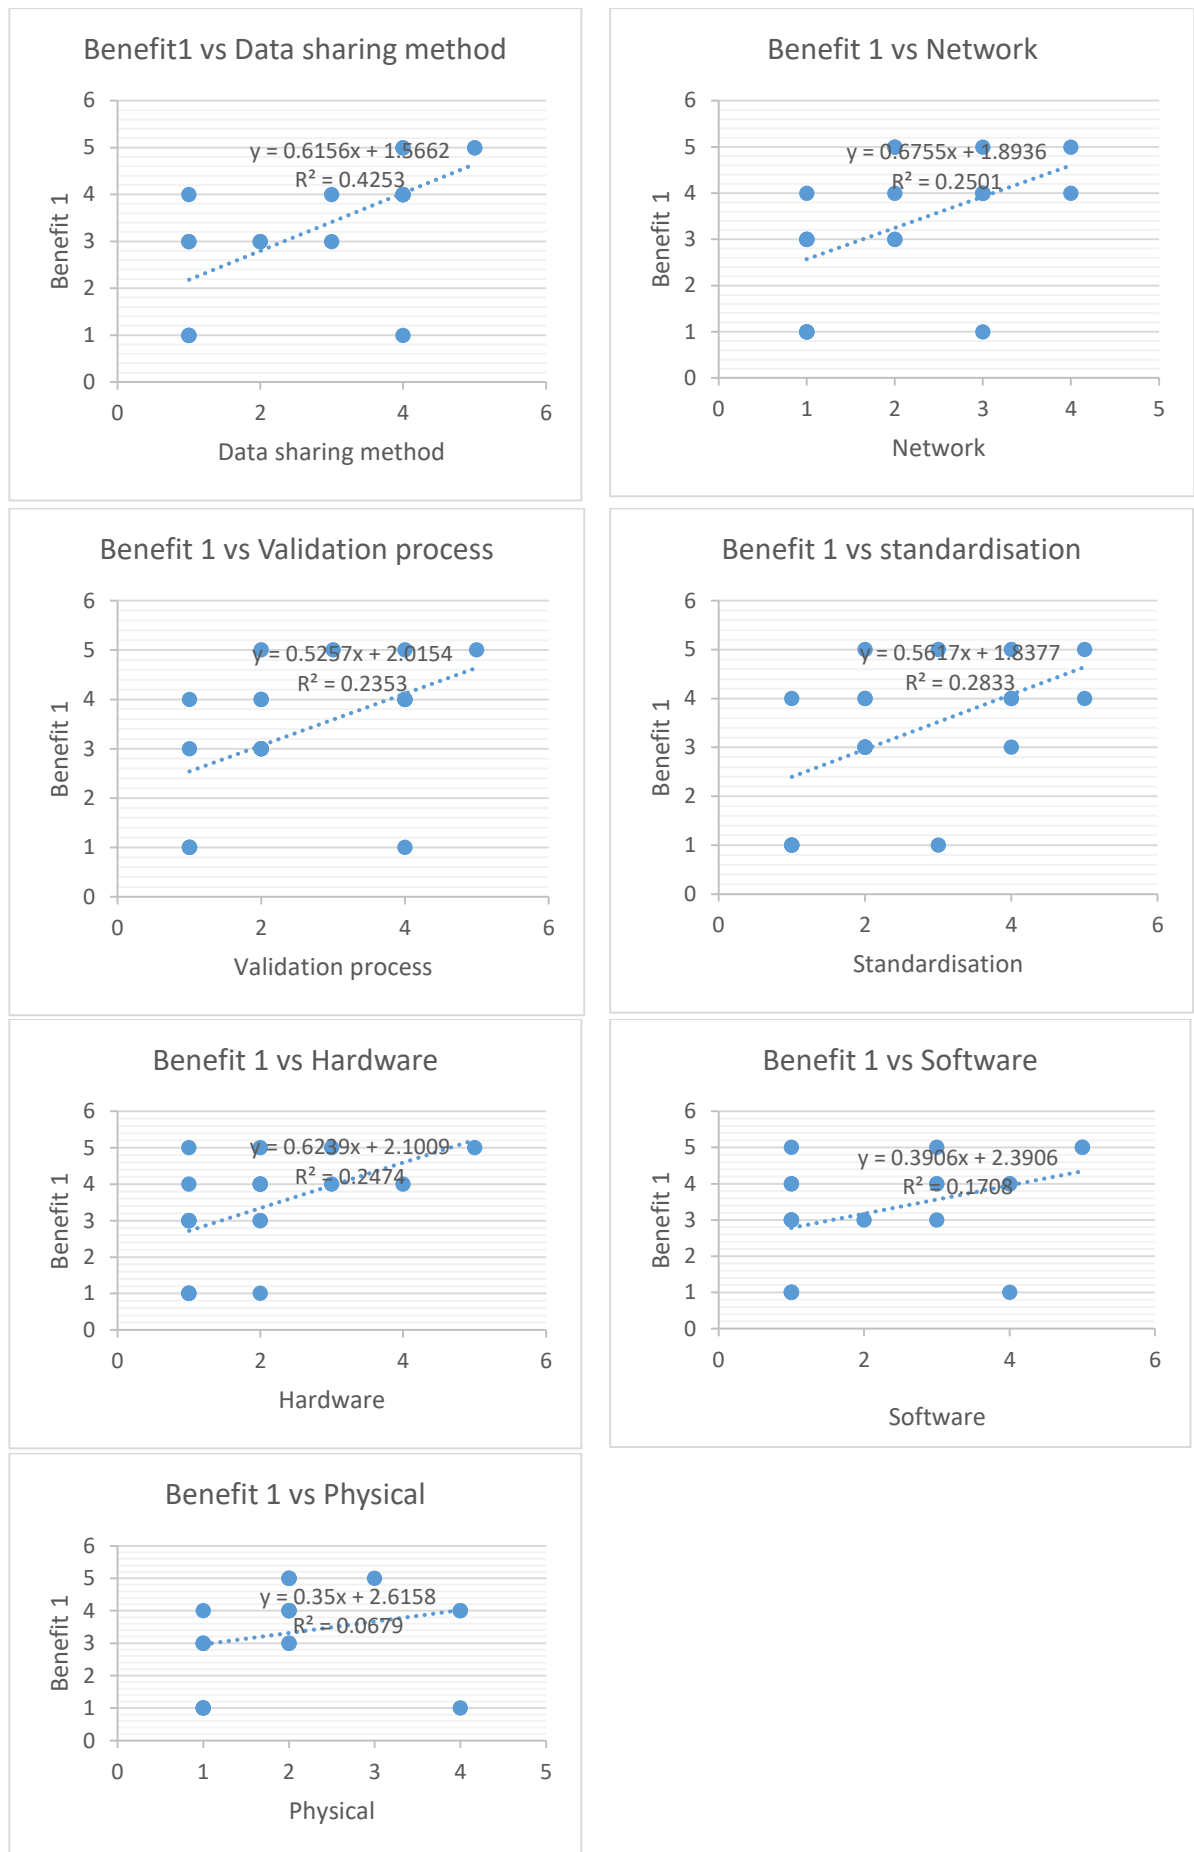 Benefit1 vs Data sharing method
6
5
4
3
2
1
0
0 2 4 6
Benefit 1
Data sharing method
y = 0.6156x + 1.5662
R² = 0.4253
Benefit 1 vs Network
6
5
4
3
2
1
0
0 1 2 3 4 5
Benefit 1
Network
y = 0.6755x + 1.8936
R² = 0.2501
Benefit 1 vs Validation process
6
5
4
3
2
1
0
0 2 4 6
Benefit 1
Validation process
y = 0.5257x + 2.0154
R² = 0.2353
Benefit 1 vs standardisation
6
5
4
3
2
1
0
0 2 4 6
Benefit 1
Standardisation
y = 0.5617x + 1.8377
R² = 0.2833
Benefit 1 vs Hardware
6
5
4
3
2
1
0
0 2 4 6
Benefit 1
Hardware
y = 0.6239x + 2.1009
R² = 0.2474
Benefit 1 vs Software
6
5
4
3
2
1
0
0 2 4 6
Benefit 1
Software
y = 0.3906x + 2.3906
R² = 0.1708
Benefit 1 vs Physical
6
5
4
3
2
1
0
0 1 2 3 4 5
Benefit 1
Physical
y = 0.35x + 2.6158
R² = 0.0679